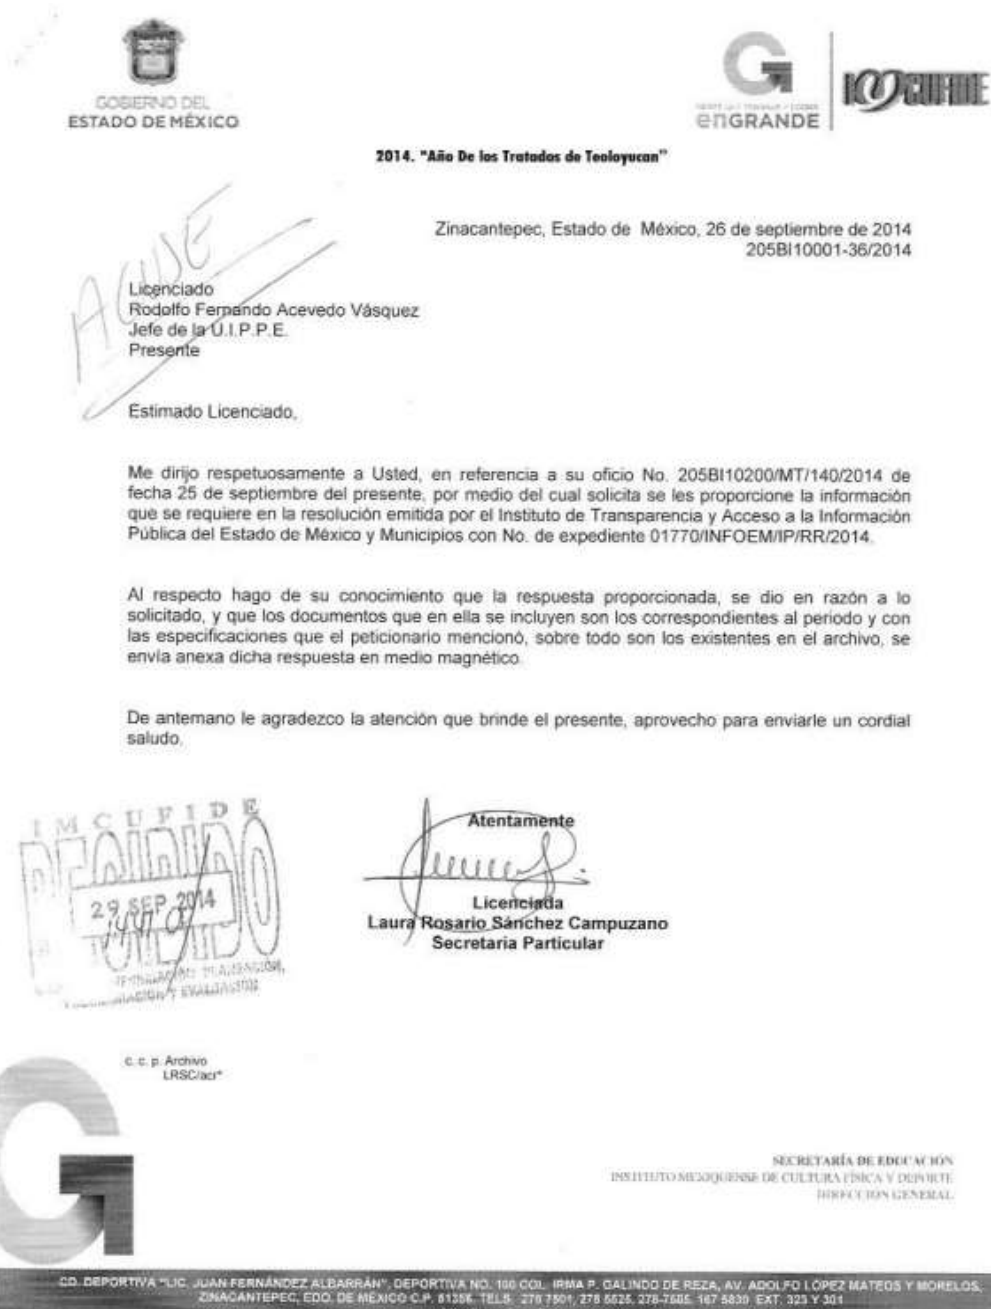 GOBIERNO DEL
ESTADO DE MÉXICO
enGRANDE
IMCUFIDE
2014. "Año De los Tratados de Teoloyucan"
Zinacantepec, Estado de México, 26 de septiembre de 2014
205BI10001-36/2014
ACUSE
Licenciado
Rodolfo Fernando Acevedo Vásquez
Jefe de la U.I.P.P.E.
Presente
Estimado Licenciado,
Me dirijo respetuosamente a Usted, en referencia a su oficio No. 205BI10200/MT/140/2014 de
fecha 25 de septiembre del presente, por medio del cual solicita se les proporcione la información
que se requiere en la resolución emitida por el Instituto de Transparencia y Acceso a la Información
Pública del Estado de México y Municipios con No. de expediente 01770/INFOEM/IP/RR/2014.
Al respecto hago de su conocimiento que la respuesta proporcionada, se dio en razón a lo
solicitado, y que los documentos que en ella se incluyen son los correspondientes al periodo y con
las especificaciones que el peticionario mencionó, sobre todo son los existentes en el archivo, se
envía anexa dicha respuesta en medio magnético.
De antemano le agradezco la atención que brinde el presente, aprovecho para enviarle un cordial
saludo.
IMCUFIDE
RECIBIDO
29 SEP 2014
Y EVALUACIÓN
Atentamente
Licenciada
Laura Rosario Sánchez Campuzano
Secretaria Particular
c. c. p. Archivo
LRSC/acr*
SECRETARÍA DE EDUCACIÓN
INSTITUTO MEXIQUENSE DE CULTURA FÍSICA Y DEPORTE
DIRECCIÓN GENERAL
CD. DEPORTIVA "LIC. JUAN FERNÁNDEZ ALBARRÁN", DEPORTIVA NO. 100 COL. IRMA P. GALINDO DE REZA, AV. ADOLFO LÓPEZ MATEOS Y MORELOS,
ZINACANTEPEC, EDO. DE MÉXICO C.P. 51356. TELS. 278 7501, 278 5525, 278-7505, 167 5839 EXT. 323 Y 301